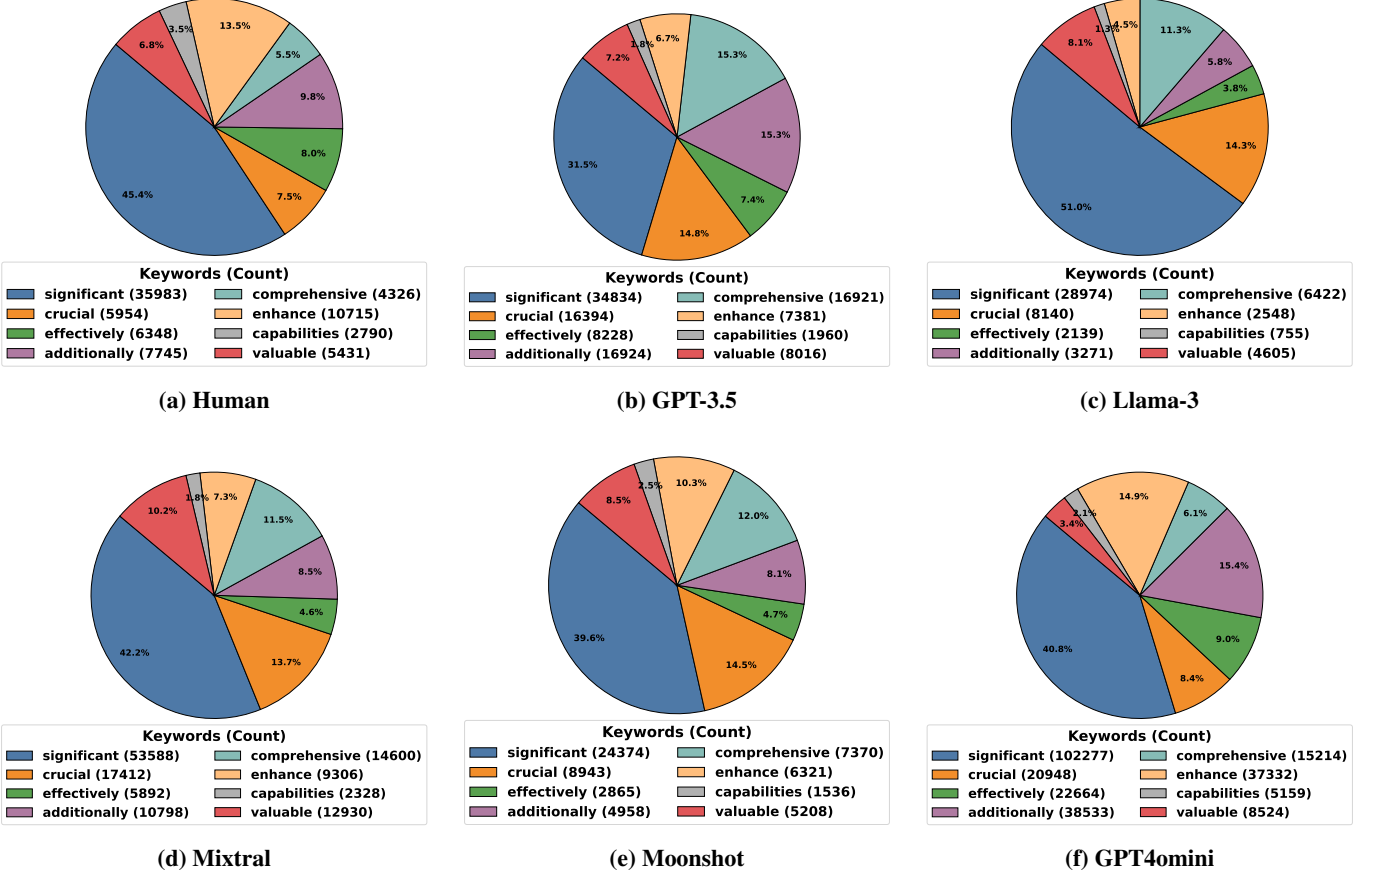 13.5%
3.5%
6.8%
5.5%
9.8%
8.0%
7.5%
45.4%
Keywords (Count)
significant (35983) comprehensive (4326)
crucial (5954) enhance (10715)
effectively (6348) capabilities (2790)
additionally (7745) valuable (5431)
(a) Human
6.7%
1.8%
7.2%
15.3%
15.3%
7.4%
14.8%
31.5%
Keywords (Count)
significant (34834) comprehensive (16921)
crucial (16394) enhance (7381)
effectively (8228) capabilities (1960)
additionally (16924) valuable (8016)
(b) GPT-3.5
4.5%
1.3%
8.1%
11.3%
5.8%
3.8%
14.3%
51.0%
Keywords (Count)
significant (28974) comprehensive (6422)
crucial (8140) enhance (2548)
effectively (2139) capabilities (755)
additionally (3271) valuable (4605)
(c) Llama-3
7.3%
1.8%
10.2%
11.5%
8.5%
4.6%
13.7%
42.2%
Keywords (Count)
significant (53588) comprehensive (14600)
crucial (17412) enhance (9306)
effectively (5892) capabilities (2328)
additionally (10798) valuable (12930)
(d) Mixtral
10.3%
2.5%
8.5%
12.0%
8.1%
4.7%
14.5%
39.6%
Keywords (Count)
significant (24374) comprehensive (7370)
crucial (8943) enhance (6321)
effectively (2865) capabilities (1536)
additionally (4958) valuable (5208)
(e) Moonshot
14.9%
2.1%
3.4%
6.1%
15.4%
9.0%
8.4%
40.8%
Keywords (Count)
significant (102277) comprehensive (15214)
crucial (20948) enhance (37332)
effectively (22664) capabilities (5159)
additionally (38533) valuable (8524)
(f) GPT4omini